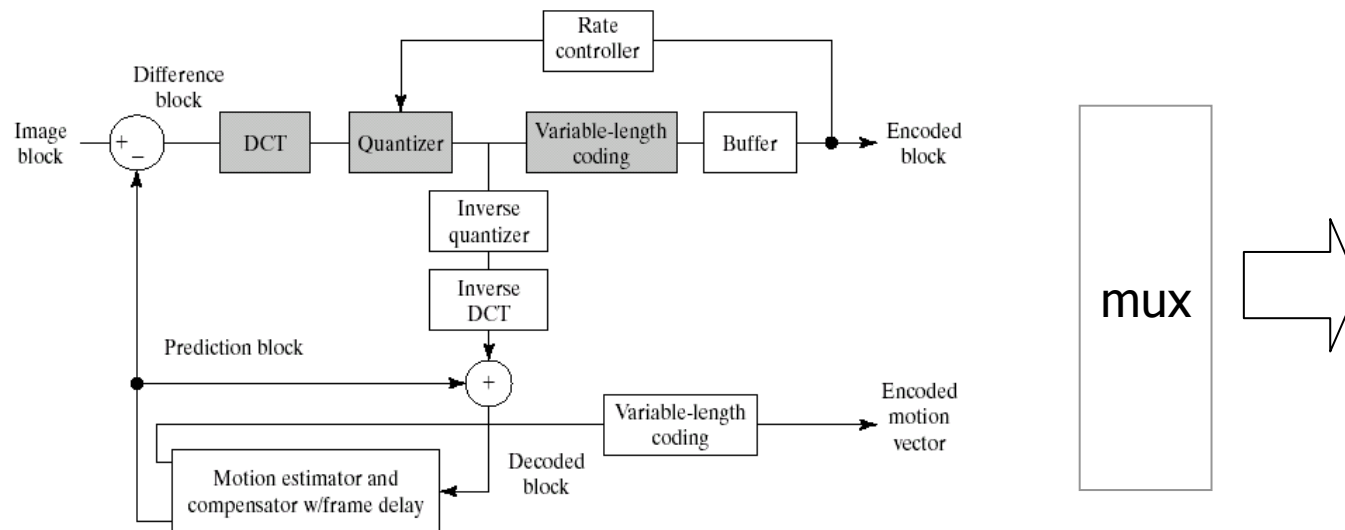 Rate
controller
Difference
block
Image
block
+
−
DCT
Quantizer
Variable-length
coding
Buffer
Encoded
block
Inverse
quantizer
Inverse
DCT
mux
Prediction block
+
Variable-length
coding
Encoded
motion
vector
Motion estimator and
compensator w/frame delay
Decoded
block